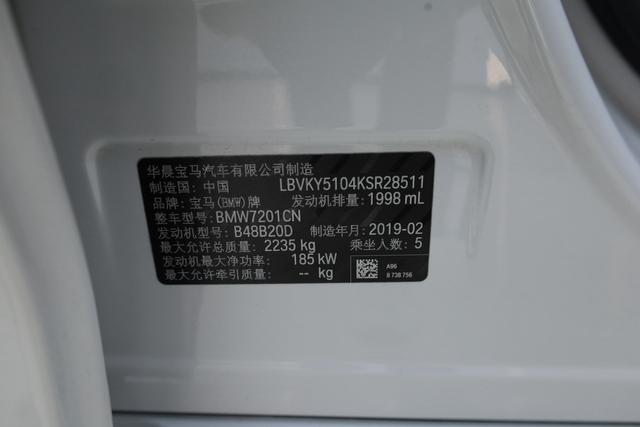 华晨宝马汽车有限公司制造
制造国: 中国 LBVKY5104KSR28511
品牌: 宝马(BMW)牌 发动机排量: 1998 mL
整车型号: BMW7201CN
发动机型号: B48B20D 制造年月: 2019-02
最大允许总质量: 2235 kg 乘坐人数: 5
发动机最大净功率: 185 kW
最大允许牵引质量: -- kg
A96
8 738 756